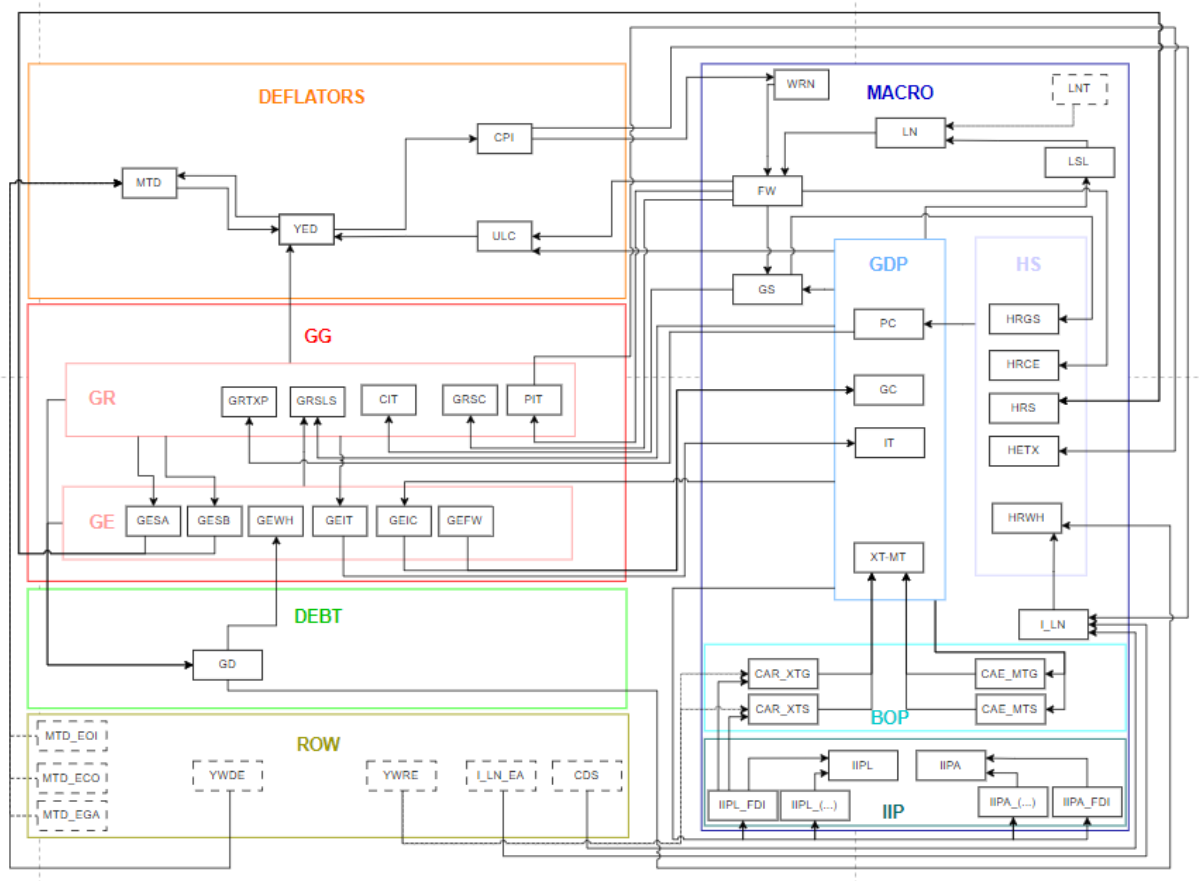 DEFLATORS
MTD
YED
CPI
ULC
GG
GR
GRTXP
GRSLS
CIT
GRSC
PIT
GE
GESA
GESB
GEWH
GEIT
GEIC
GEFW
DEBT
GD
ROW
MTD_EOI
MTD_ECO
MTD_EGA
YWDE
YWRE
I_LN_EA
CDS
MACRO
WRN
LNT
LN
LSL
FW
GS
GDP
PC
GC
IT
XT-MT
HS
HRGS
HRCE
HRS
HETX
HRWH
I_LN
CAR_XTG
CAE_MTG
CAR_XTS
CAE_MTS
BOP
IIPL
IIPA
IIPL_FDI
IIPL_(...)
IIPA_(...)
IIPA_FDI
IIP